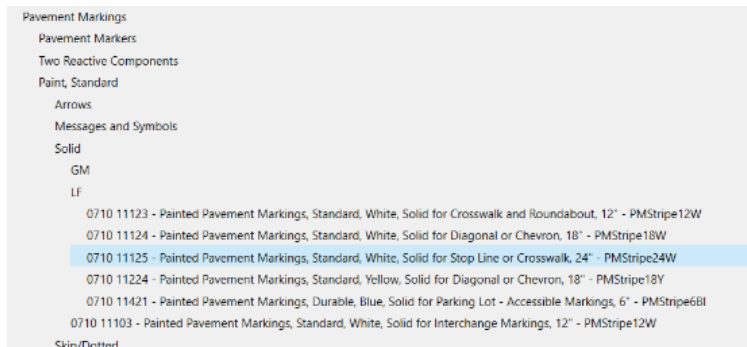 Pavement Markings
Pavement Markers
Two Reactive Components
Paint, Standard
Arrows
Messages and Symbols
Solid
GM
LF
0710 11123 - Painted Pavement Markings, Standard, White, Solid for Crosswalk and Roundabout, 12" - PMStripe12W
0710 11124 - Painted Pavement Markings, Standard, White, Solid for Diagonal or Chevron, 18" - PMStripe18W
0710 11125 - Painted Pavement Markings, Standard, White, Solid for Stop Line or Crosswalk, 24" - PMStripe24W
0710 11224 - Painted Pavement Markings, Standard, Yellow, Solid for Diagonal or Chevron, 18" - PMStripe18Y
0710 11421 - Painted Pavement Markings, Durable, Blue, Solid for Parking Lot - Accessible Markings, 6" - PMStripe6Bl
0710 11103 - Painted Pavement Markings, Standard, White, Solid for Interchange Markings, 12" - PMStripe12W
Skip/Dotted